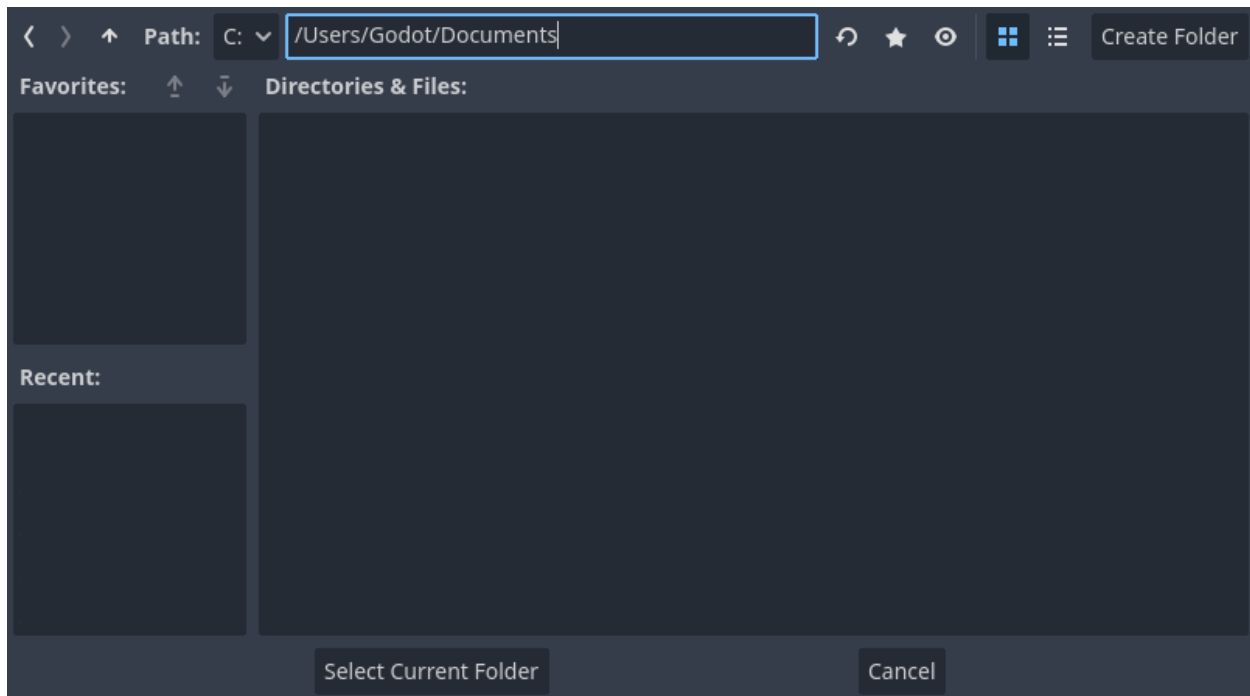 Path: C: /Users/Godot/Documents Create Folder
Favorites: Directories & Files:
Recent:
Select Current Folder Cancel